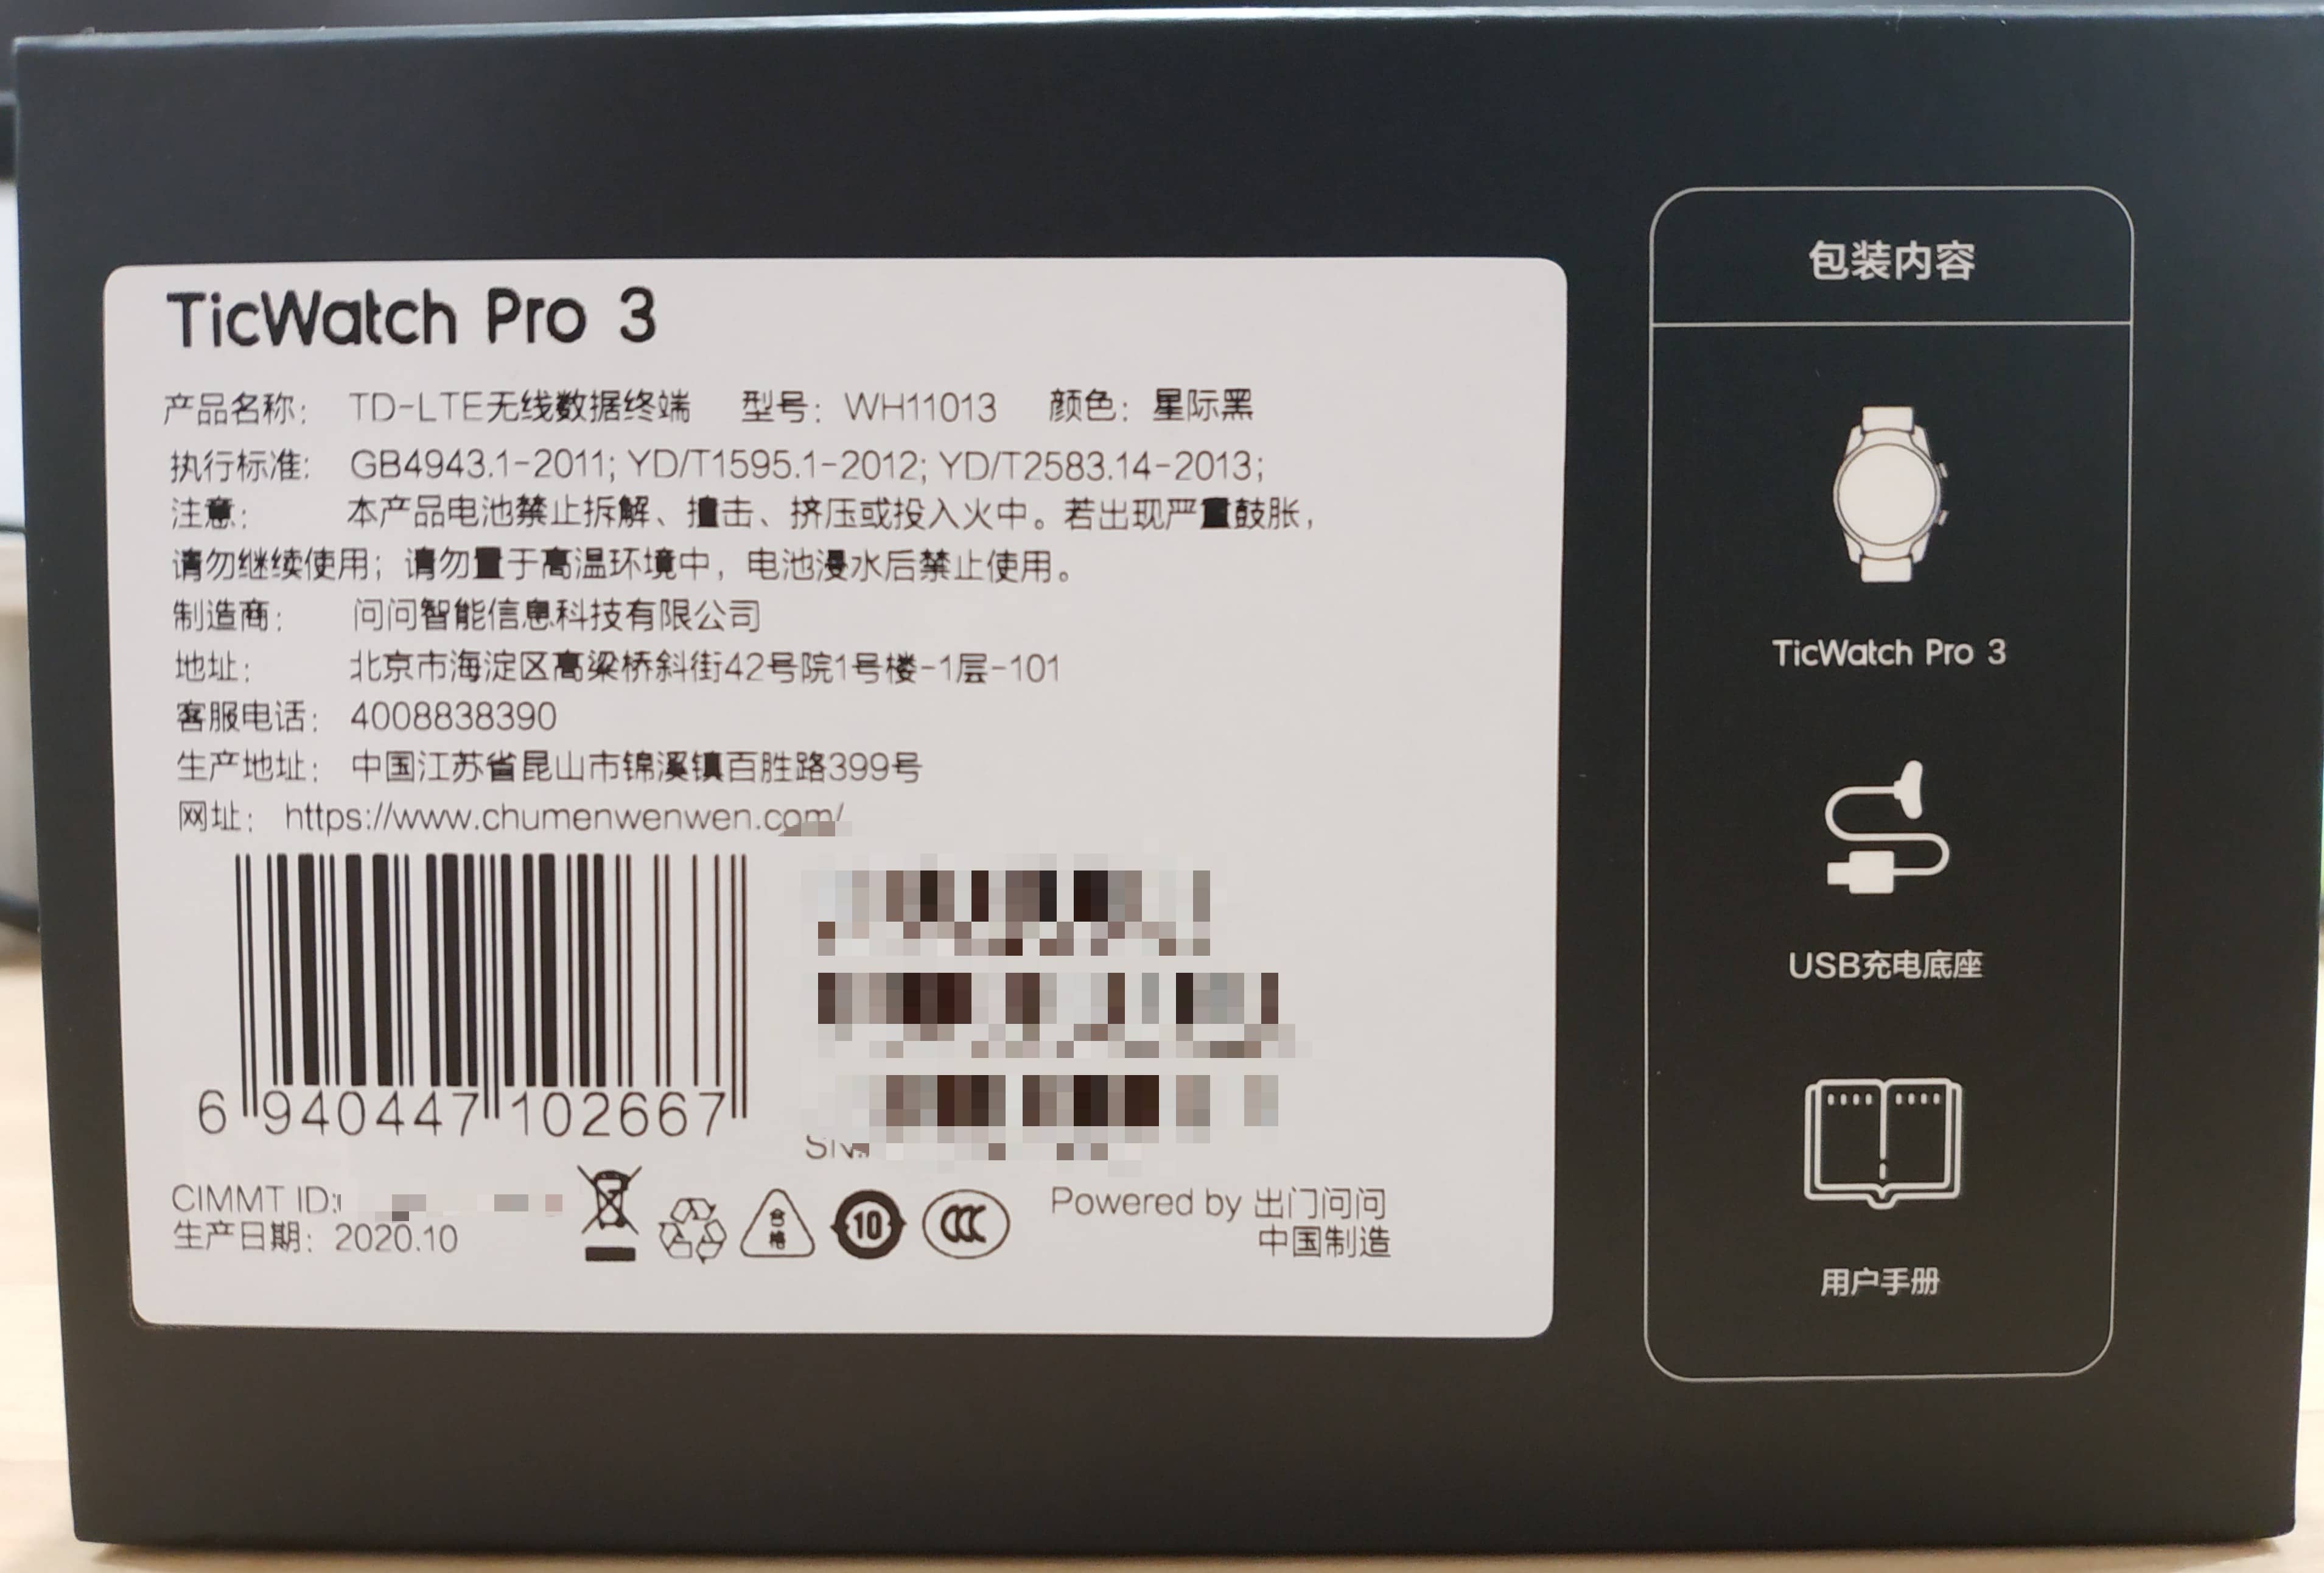 TicWatch Pro 3
产品名称: TD-LTE无线数据终端 型号: WH11013 颜色: 星际黑
执行标准: GB4943.1-2011; YD/T1595.1-2012; YD/T2583.14-2013;
注意: 本产品电池禁止拆解、撞击、挤压或投入火中。若出现严重鼓胀,
请勿继续使用; 请勿置于高温环境中, 电池浸水后禁止使用。
制造商: 问问智能信息科技有限公司
地址: 北京市海淀区高梁桥斜街42号院1号楼-1层-101
客服电话: 4008838390
生产地址: 中国江苏省昆山市锦溪镇百胜路399号
网址: https://www.chumenwenwen.com/
6 940447 102667
SN:
CIMMT ID:
生产日期: 2020.10
合格
10
CCC
Powered by 出门问问
中国制造
包装内容
TicWatch Pro 3
USB充电底座
用户手册